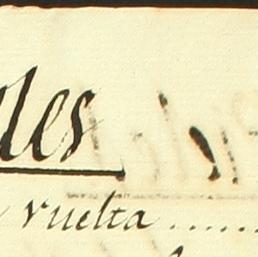 les
vuelta ......